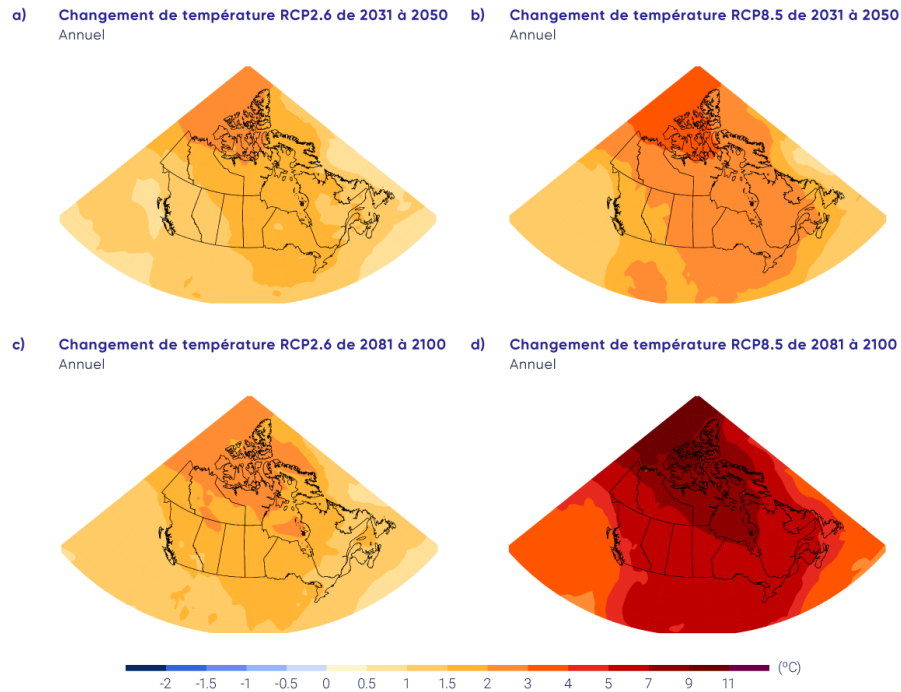 a) Changement de température RCP2.6 de 2031 à 2050
Annuel
b) Changement de température RCP8.5 de 2031 à 2050
Annuel
c) Changement de température RCP2.6 de 2081 à 2100
Annuel
d) Changement de température RCP8.5 de 2081 à 2100
Annuel
-2 -1.5 -1 -0.5 0 0.5 1 1.5 2 3 4 5 7 9 11 (ºC)